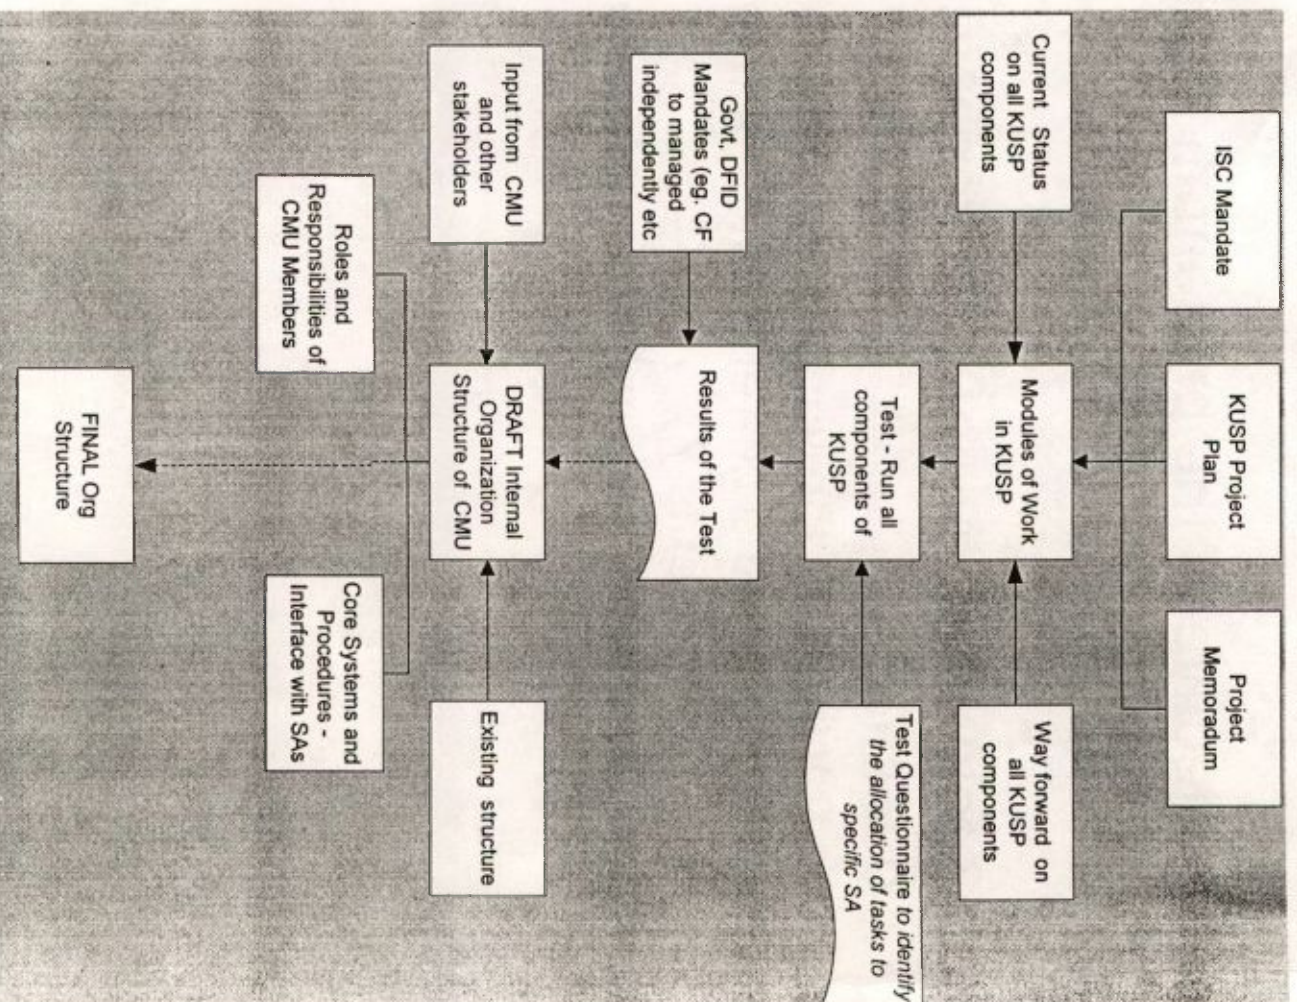 ISC Mandate
KUSP Project
Plan
Project
Memoradum
Current Status
on all KUSP
components
Modules of Work
in KUSP
Way forward on
all KUSP
components
Test - Run all
components of
KUSP
Test Questionnaire to identify
the allocation of tasks to
specific SA
Govt, DFID
Mandates (eg. CF
to managed
independently etc
Results of the Test
Input from CMU
and other
stakeholders
DRAFT Internal
Organization
Structure of CMU
Existing structure
Roles and
Responsibilities of
CMU Members
Core Systems and
Procedures -
Interface with SAs
FINAL Org
Structure